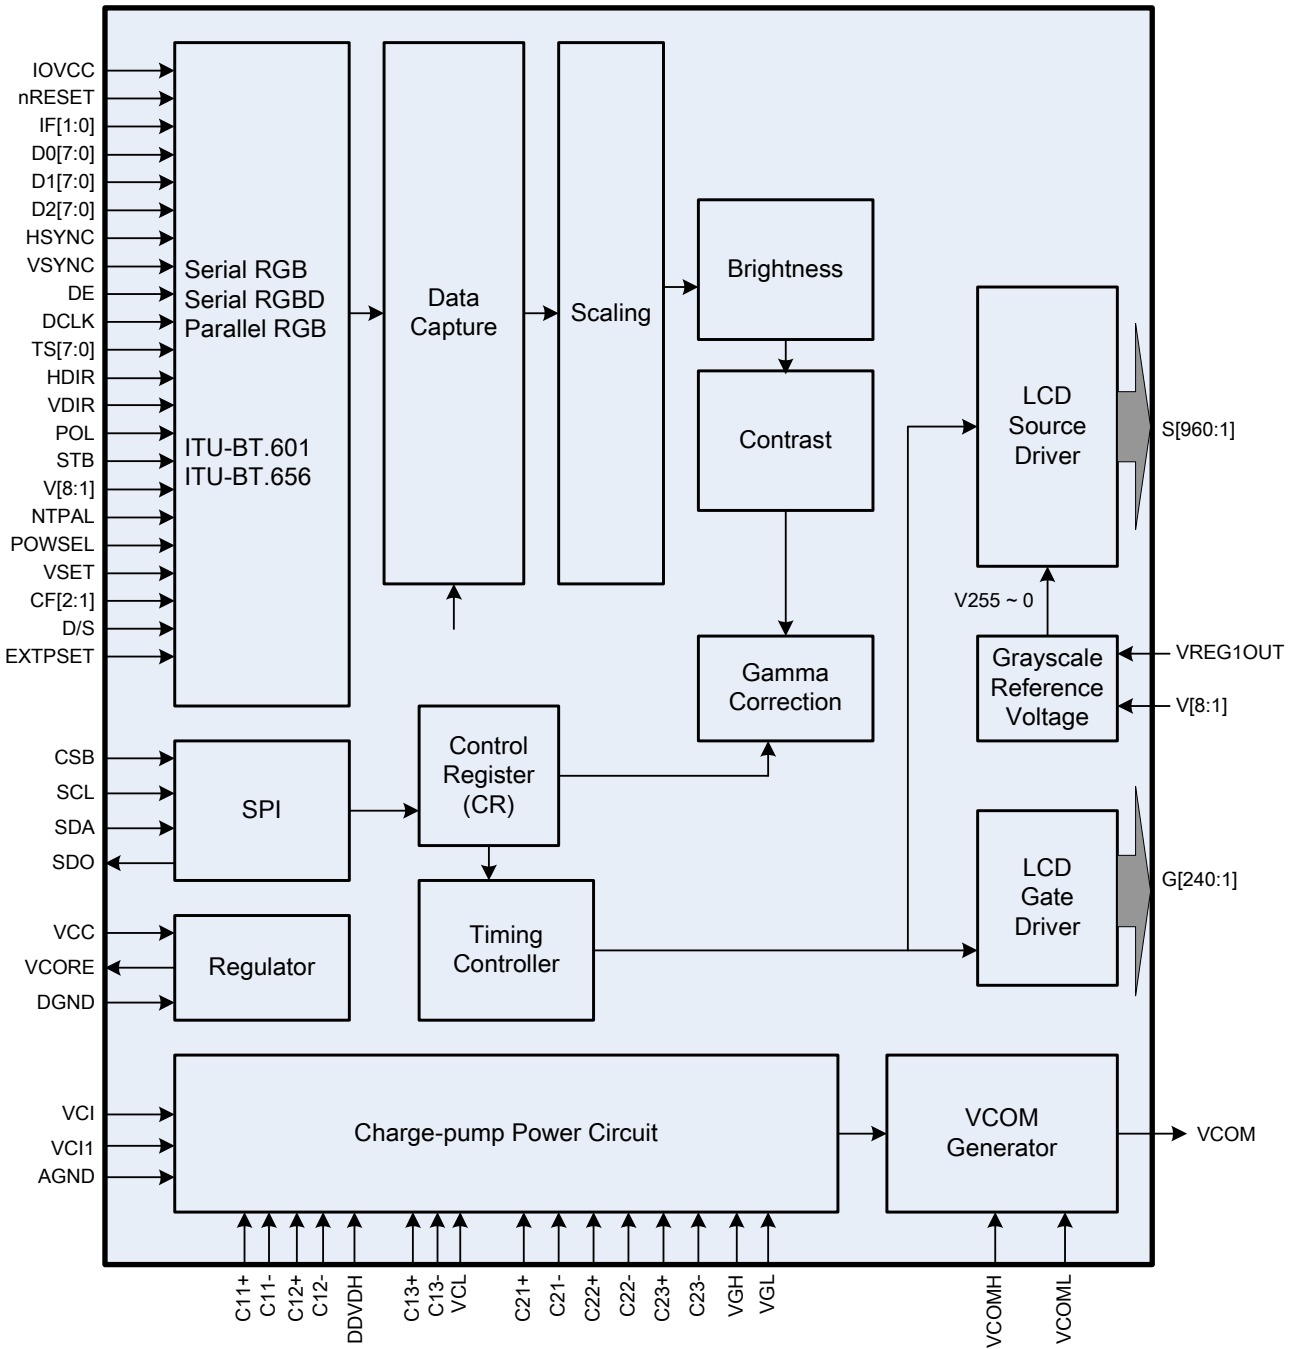 IOVCC
nRESET
IF[1:0]
D0[7:0]
D1[7:0]
D2[7:0]
HSYNC
VSYNC
DE
DCLK
TS[7:0]
HDIR
VDIR
POL
STB
V[8:1]
NTPAL
POWSEL
VSET
CF[2:1]
D/S
EXTPSET
Serial RGB
Serial RGBD
Parallel RGB
ITU-BT.601
ITU-BT.656
Data
Capture
Scaling
Brightness
Contrast
Gamma
Correction
LCD
Source
Driver
S[960:1]
V255 ~ 0
Grayscale
Reference
Voltage
VREG1OUT
V[8:1]
CSB
SCL
SDA
SDO
SPI
Control
Register
(CR)
Timing
Controller
LCD
Gate
Driver
G[240:1]
VCC
VCORE
DGND
Regulator
VCI
VCI1
AGND
Charge-pump Power Circuit
VCOM
Generator
VCOM
C11+
C11-
C12+
C12-
DDVDH
C13+
C13-
VCL
C21+
C21-
C22+
C22-
C23+
C23-
VGH
VGL
VCOMH
VCOML